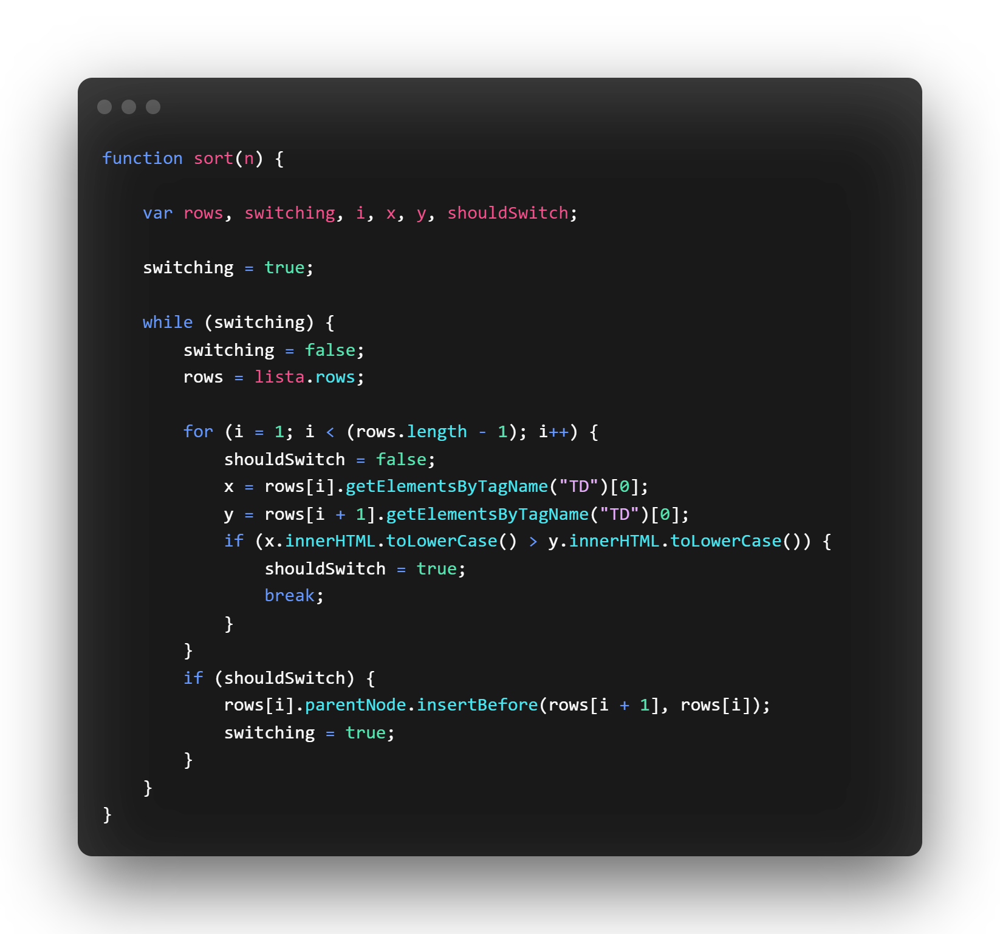 function sort(n) {
    var rows, switching, i, x, y, shouldSwitch;
    switching = true;
    while (switching) {
        switching = false;
        rows = lista.rows;
        for (i = 1; i < (rows.length - 1); i++) {
            shouldSwitch = false;
            x = rows[i].getElementsByTagName("TD")[0];
            y = rows[i + 1].getElementsByTagName("TD")[0];
            if (x.innerHTML.toLowerCase() > y.innerHTML.toLowerCase()) {
                shouldSwitch = true;
                break;
            }
        }
        if (shouldSwitch) {
            rows[i].parentNode.insertBefore(rows[i + 1], rows[i]);
            switching = true;
        }
    }
}